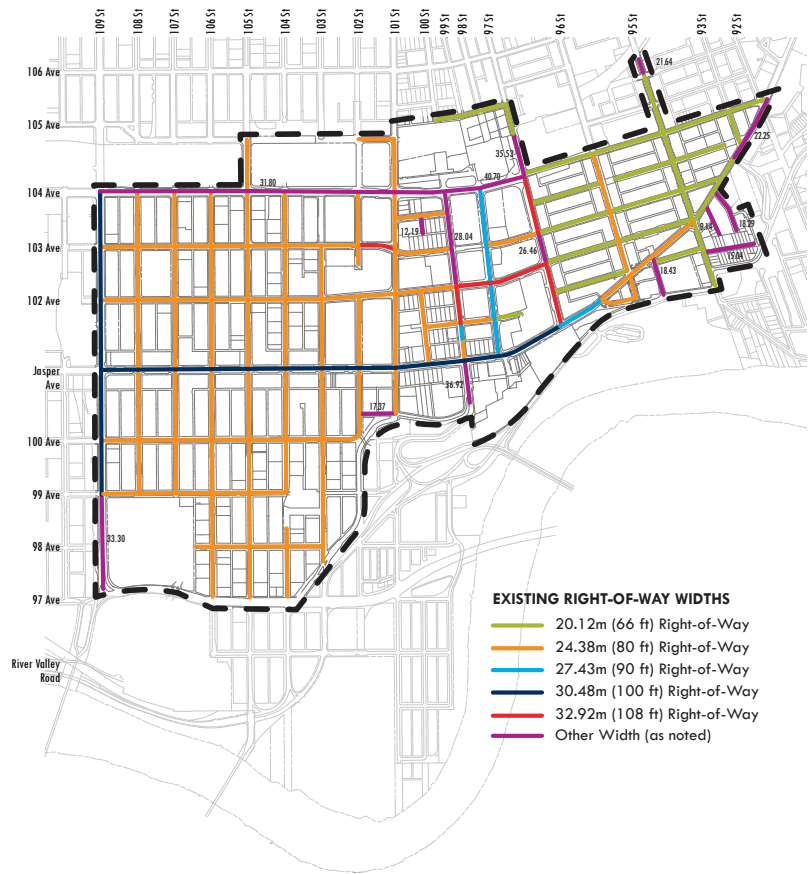 109 St
108 St
107 St
106 St
105 St
104 St
103 St
102 St
101 St
100 St
99 St
98 St
97 St
96 St
95 St
93 St
92 St
106 Ave
21.64
105 Ave
22.25
35.53
31.80
40.70
104 Ave
12.19
28.04
9.14
18.29
103 Ave
26.46
15.04
18.43
102 Ave
Jasper
Ave
36.92
17.37
100 Ave
99 Ave
33.30
98 Ave
97 Ave
River Valley
Road
EXISTING RIGHT-OF-WAY WIDTHS
20.12m (66 ft) Right-of-Way
24.38m (80 ft) Right-of-Way
27.43m (90 ft) Right-of-Way
30.48m (100 ft) Right-of-Way
32.92m (108 ft) Right-of-Way
Other Width (as noted)